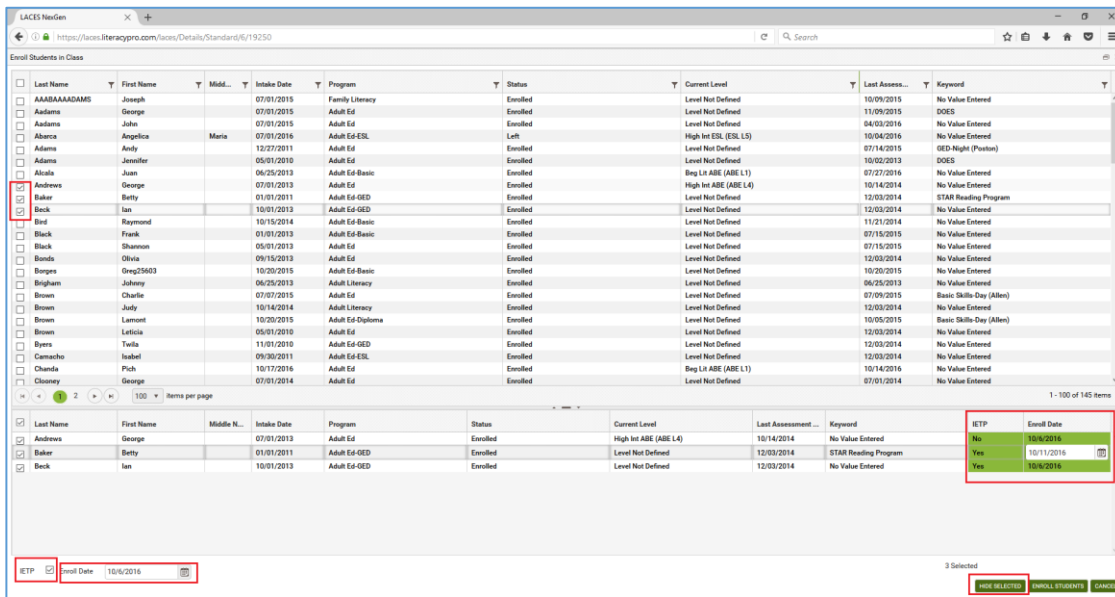 LACES NexGen
https://laces.literacypro.com/laces/Details/Standard/6/19250 Search
Enroll Students in Class
Last Name First Name Midd... Intake Date Program Status Current Level Last Assess... Keyword
AAABAAAADAMS Joseph 07/01/2015 Family Literacy Enrolled Level Not Defined 10/09/2015 No Value Entered
Aadams George 07/01/2015 Adult Ed Enrolled Level Not Defined 11/09/2015 DOES
Aadams John 07/01/2015 Adult Ed Enrolled Level Not Defined 04/03/2016 No Value Entered
Abarca Angelica Maria 07/01/2016 Adult Ed-ESL Left High Int ESL (ESL L5) 10/04/2016 No Value Entered
Adams Andy 12/27/2011 Adult Ed Enrolled Level Not Defined 07/14/2015 GED-Night (Poston)
Adams Jennifer 05/01/2010 Adult Ed Enrolled Level Not Defined 10/02/2013 DOES
Alcala Juan 06/25/2013 Adult Ed-Basic Enrolled Beg Lit ABE (ABE L1) 07/27/2016 No Value Entered
Andrews George 07/01/2013 Adult Ed Enrolled High Int ABE (ABE L4) 10/14/2014 No Value Entered
Baker Betty 01/01/2011 Adult Ed-GED Enrolled Level Not Defined 12/03/2014 STAR Reading Program
Beck Ian 10/01/2013 Adult Ed-GED Enrolled Level Not Defined 12/03/2014 No Value Entered
Bird Raymond 10/15/2014 Adult Ed-Basic Enrolled Level Not Defined 11/21/2014 No Value Entered
Black Frank 01/01/2013 Adult Ed-Basic Enrolled Level Not Defined 07/15/2015 No Value Entered
Black Shannon 05/01/2013 Adult Ed Enrolled Level Not Defined 07/15/2015 No Value Entered
Bonds Olivia 09/15/2013 Adult Ed Enrolled Level Not Defined 12/03/2014 No Value Entered
Borges Greg25603 10/20/2015 Adult Ed-Basic Enrolled Level Not Defined 10/20/2015 No Value Entered
Brigham Johnny 06/25/2013 Adult Literacy Enrolled Level Not Defined 06/25/2013 No Value Entered
Brown Charlie 07/07/2015 Adult Ed Enrolled Level Not Defined 07/09/2015 Basic Skills-Day (Allen)
Brown Judy 10/14/2014 Adult Literacy Enrolled Level Not Defined 12/03/2014 No Value Entered
Brown Lamont 10/20/2015 Adult Ed-Diploma Enrolled Level Not Defined 10/05/2015 Basic Skills-Day (Allen)
Brown Leticia 05/01/2010 Adult Ed Enrolled Level Not Defined 12/03/2014 No Value Entered
Byers Twila 11/01/2010 Adult Ed-GED Enrolled Level Not Defined 12/03/2014 No Value Entered
Camacho Isabel 09/30/2011 Adult Ed-ESL Enrolled Level Not Defined 12/03/2014 No Value Entered
Chanda Pich 10/17/2016 Adult Ed Enrolled Beg Lit ABE (ABE L1) 10/14/2016 No Value Entered
Clooney George 07/01/2014 Adult Ed Enrolled Level Not Defined 07/01/2014 No Value Entered
1 2 100 items per page 1 - 100 of 145 items
Last Name First Name Middle N... Intake Date Program Status Current Level Last Assessment ... Keyword IETP Enroll Date
Andrews George 07/01/2013 Adult Ed Enrolled High Int ABE (ABE L4) 10/14/2014 No Value Entered No 10/6/2016
Baker Betty 01/01/2011 Adult Ed-GED Enrolled Level Not Defined 12/03/2014 STAR Reading Program Yes 10/11/2016
Beck Ian 10/01/2013 Adult Ed-GED Enrolled Level Not Defined 12/03/2014 No Value Entered Yes 10/6/2016
IETP Enroll Date 10/6/2016 3 Selected
HIDE SELECTED ENROLL STUDENTS CANCE